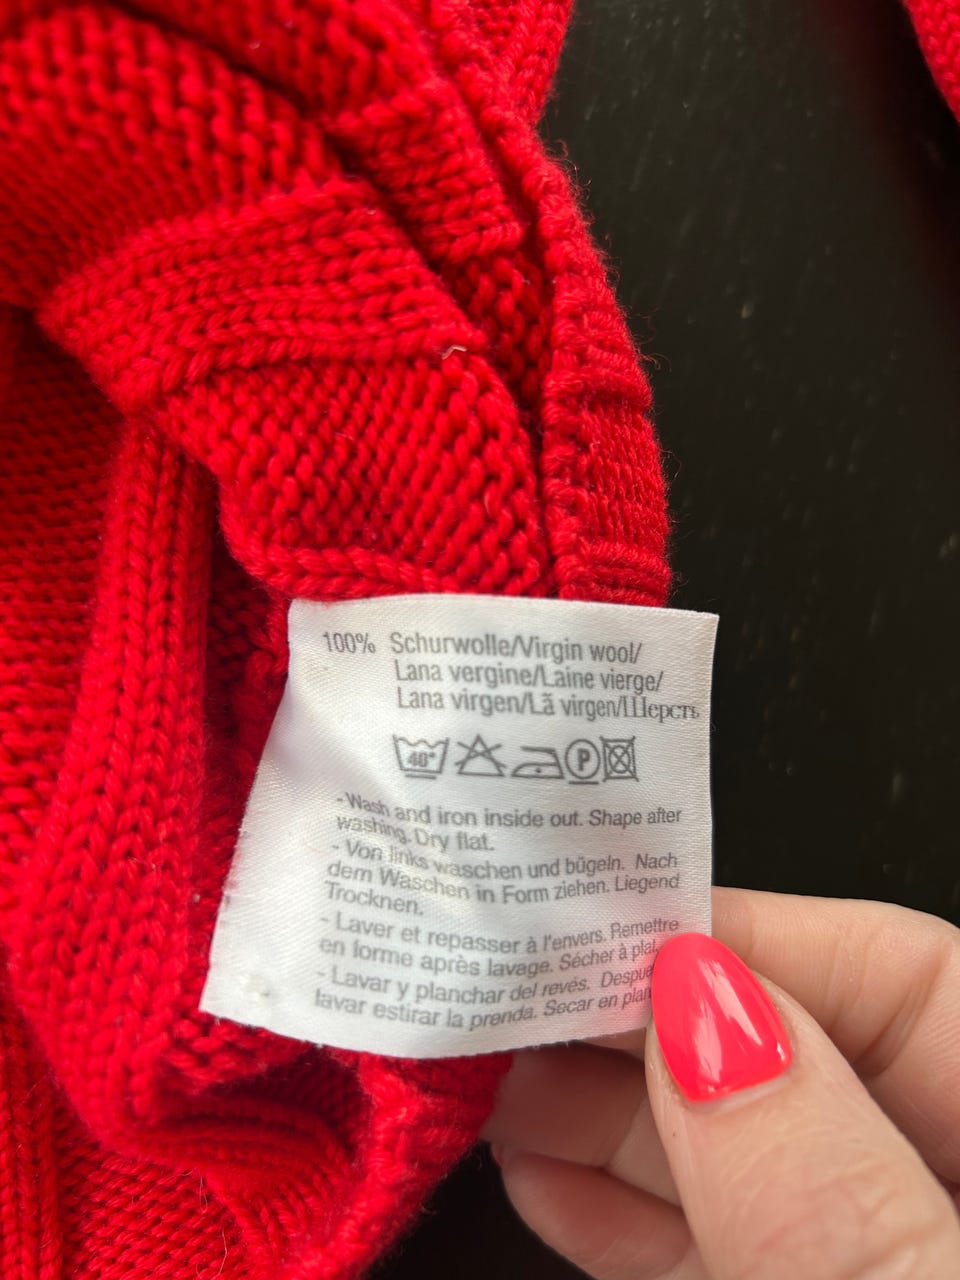 100% Schurwolle/Virgin wool/
Lana vergine/Laine vierge/
Lana virgen/Lã virgen/Шерсть
40° P
-Wash and iron inside out. Shape after
washing. Dry flat.
- Von links waschen und bügeln. Nach
dem Waschen in Form ziehen. Liegend
Trocknen.
- Laver et repasser à l'envers. Remettre
en forme après lavage. Sécher à plat.
- Lavar y planchar del revés. Despué
lavar estirar la prenda. Secar en plan